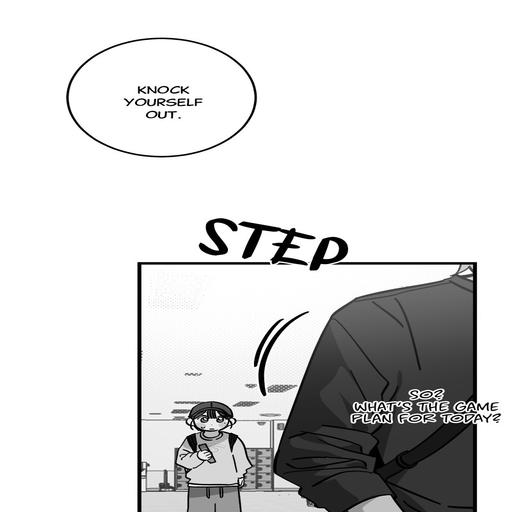 KNOCK
YOURSELF
OUT.
STEP
SO?
WHAT'S THE GAME
PLAN FOR TODAY?